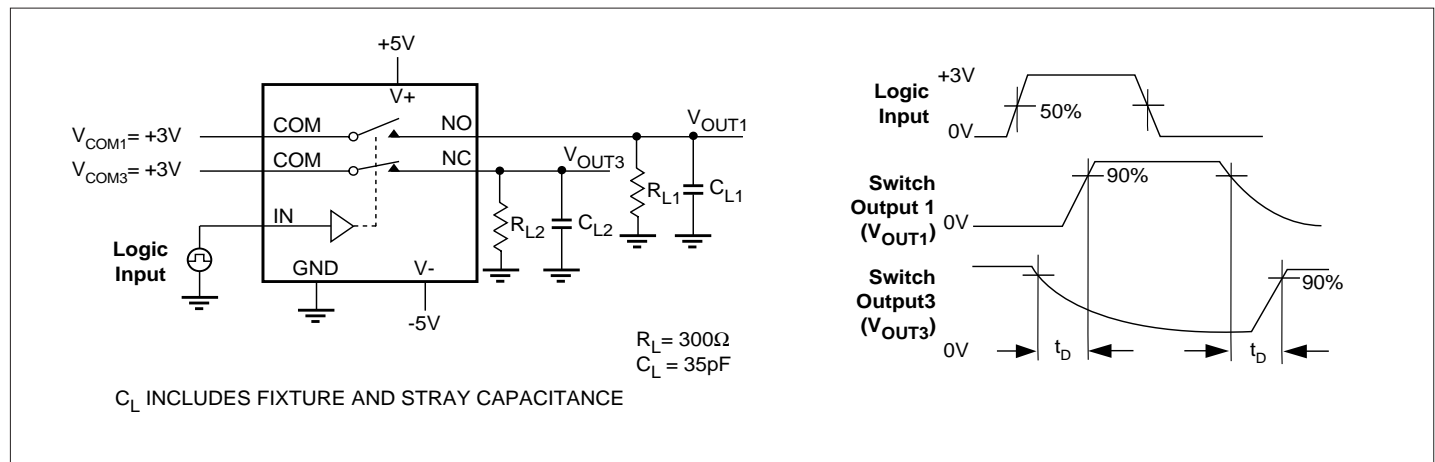 +5V
V+
V_COM1= +3V
COM
NO
V_OUT1
V_COM3= +3V
COM
NC
V_OUT3
R_L1
C_L1
IN
R_L2
C_L2
Logic
Input
GND
V-
-5V
R_L= 300Ω
C_L = 35pF
C_L INCLUDES FIXTURE AND STRAY CAPACITANCE
Logic
Input
+3V
50%
0V
Switch
Output 1
(V_OUT1)
90%
0V
Switch
Output3
(V_OUT3)
90%
0V
t_D
t_D